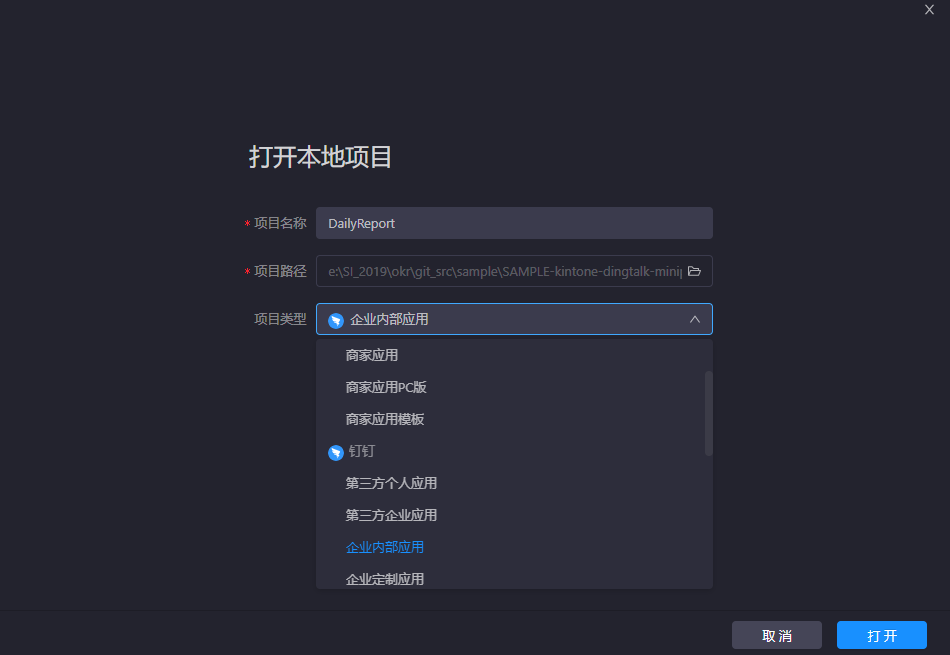 打开本地项目
* 项目名称 DailyReport
* 项目路径 e:\SI_2019\okr\git_src\sample\SAMPLE-kintone-dingtalk-minip
项目类型 企业内部应用
商家应用
商家应用PC版
商家应用模板
钉钉
第三方个人应用
第三方企业应用
企业内部应用
企业定制应用
取消 打开